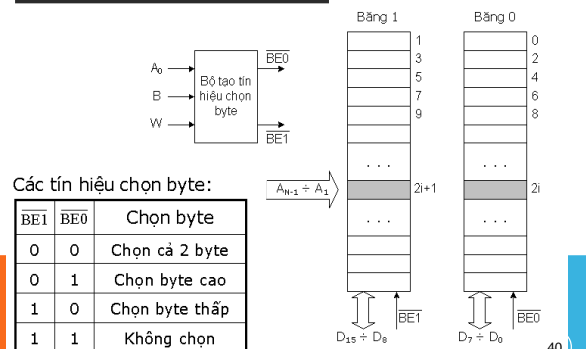 Băng 1
Băng 0
1
3
5
7
9
. . .
2i+1
. . .
0
2
4
6
8
. . .
2i
. . .
A₀
B
W
Bộ tạo tín
hiệu chọn
byte
BE0
BE1
Aₙ₋₁ ÷ A₁
BE1
BE0
D₁₅ ÷ D₈
D₇ ÷ D₀
Các tín hiệu chọn byte:
BE1 BE0 Chọn byte
0 0 Chọn cả 2 byte
0 1 Chọn byte cao
1 0 Chọn byte thấp
1 1 Không chọn
40